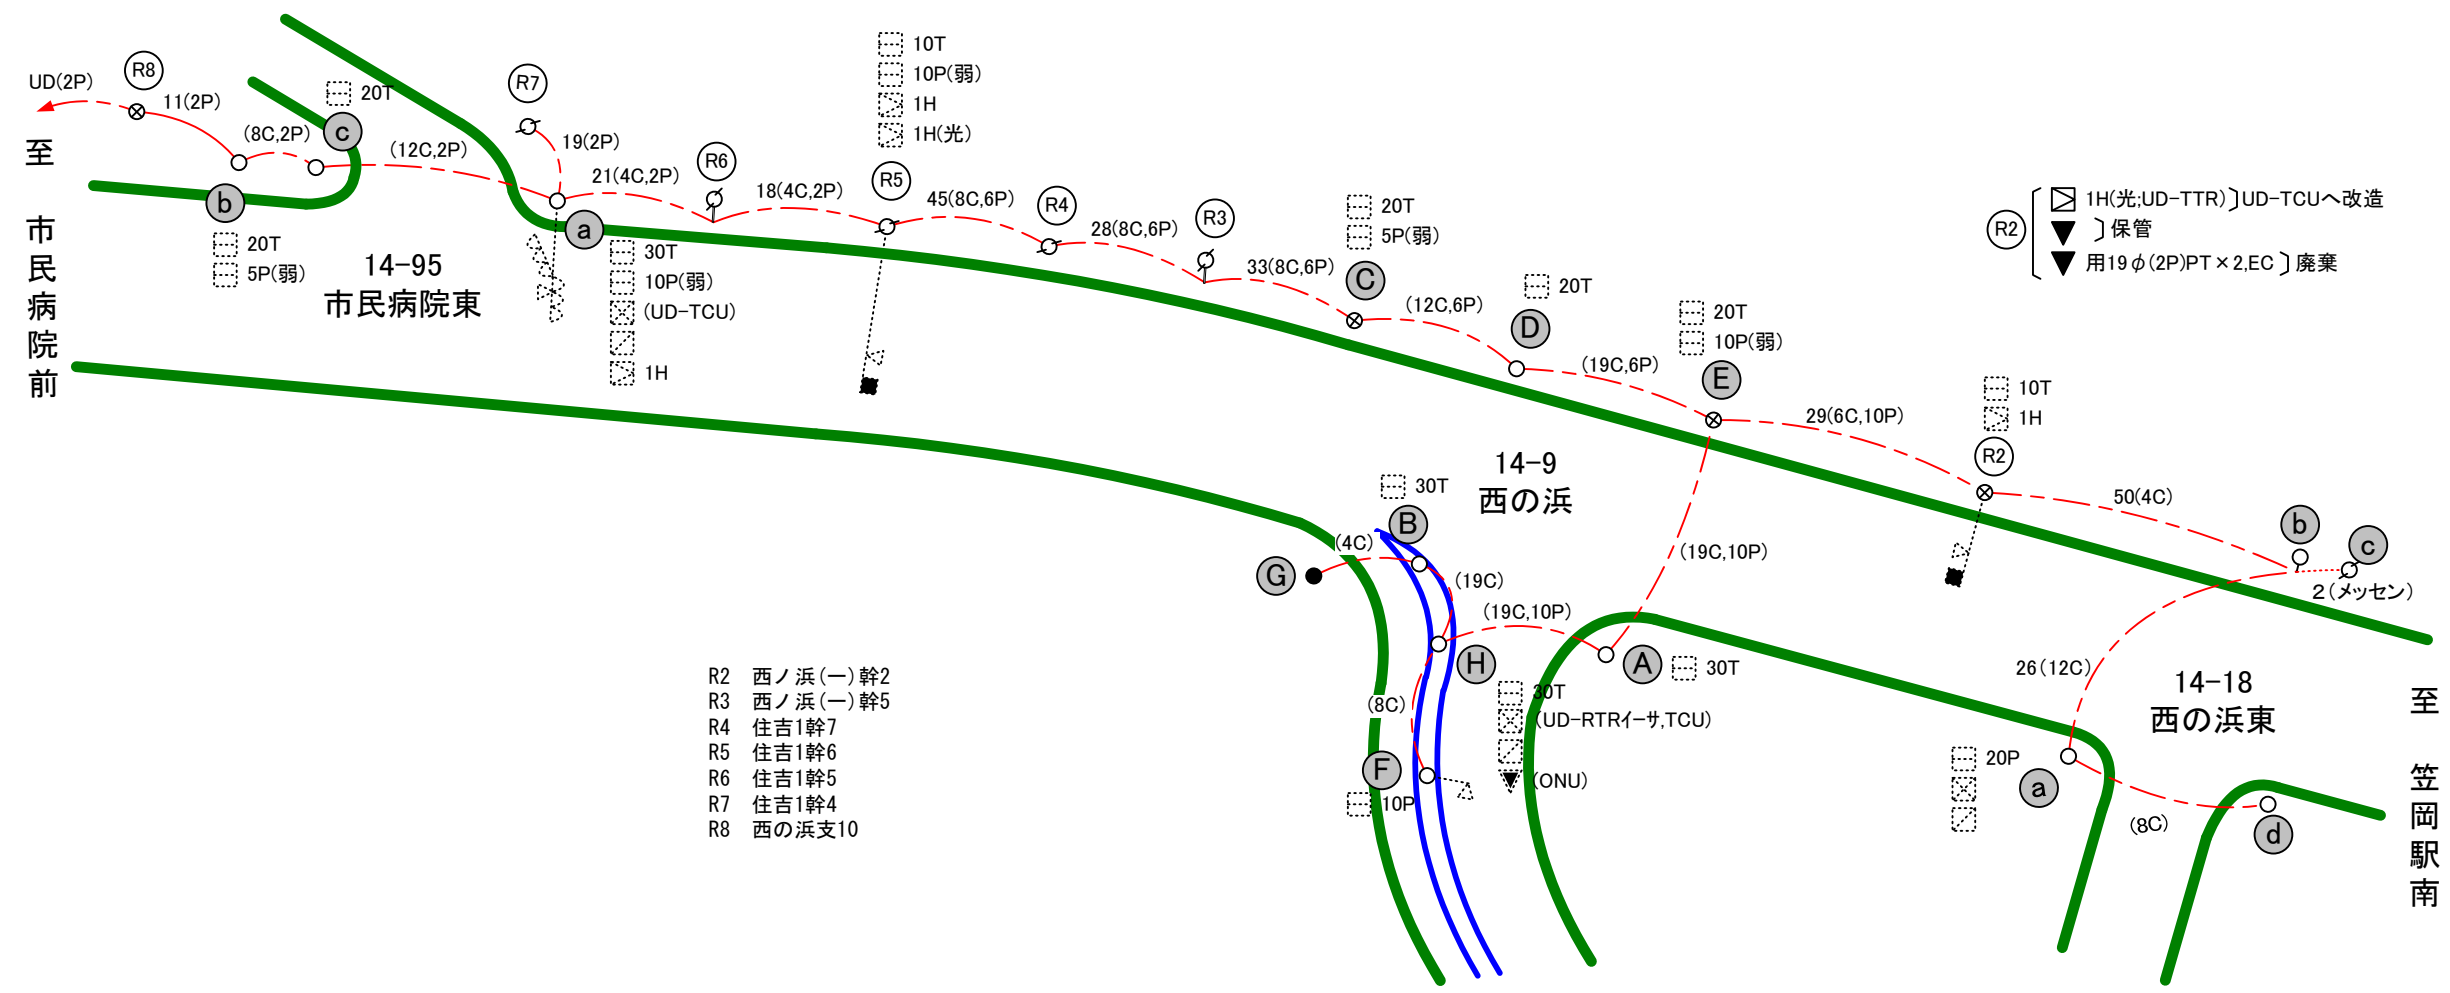 UD(2P)
R8
11(2P)
(8C,2P)
20T
c
(12C,2P)
b
20T
5P(弱)
至 市民病院前
14-95
市民病院東
R7
19(2P)
21(4C,2P)
a
30T
10P(弱)
(UD-TCU)
1H
R6
18(4C,2P)
10T
10P(弱)
1H
1H(光)
R5
45(8C,6P)
R4
28(8C,6P)
R3
33(8C,6P)
20T
5P(弱)
C
(12C,6P)
20T
D
(19C,6P)
20T
10P(弱)
E
29(6C,10P)
10T
1H
R2
50(4C)
R2
1H(光;UD-TTR)]UD-TCUへ改造
]保管
用19φ(2P)PT×2,EC]廃棄
14-9
西の浜
30T
B
(4C)
G
(19C)
(19C,10P)
(19C,10P)
H
A
30T
(8C)
F
10P
30T
(UD-RTRイーサ,TCU)
(ONU)
b
c
2(メッセン)
26(12C)
14-18
西の浜東
20P
a
(8C)
d
至 笠岡駅南
R2 西ノ浜(一)幹2
R3 西ノ浜(一)幹5
R4 住吉1幹7
R5 住吉1幹6
R6 住吉1幹5
R7 住吉1幹4
R8 西の浜支10